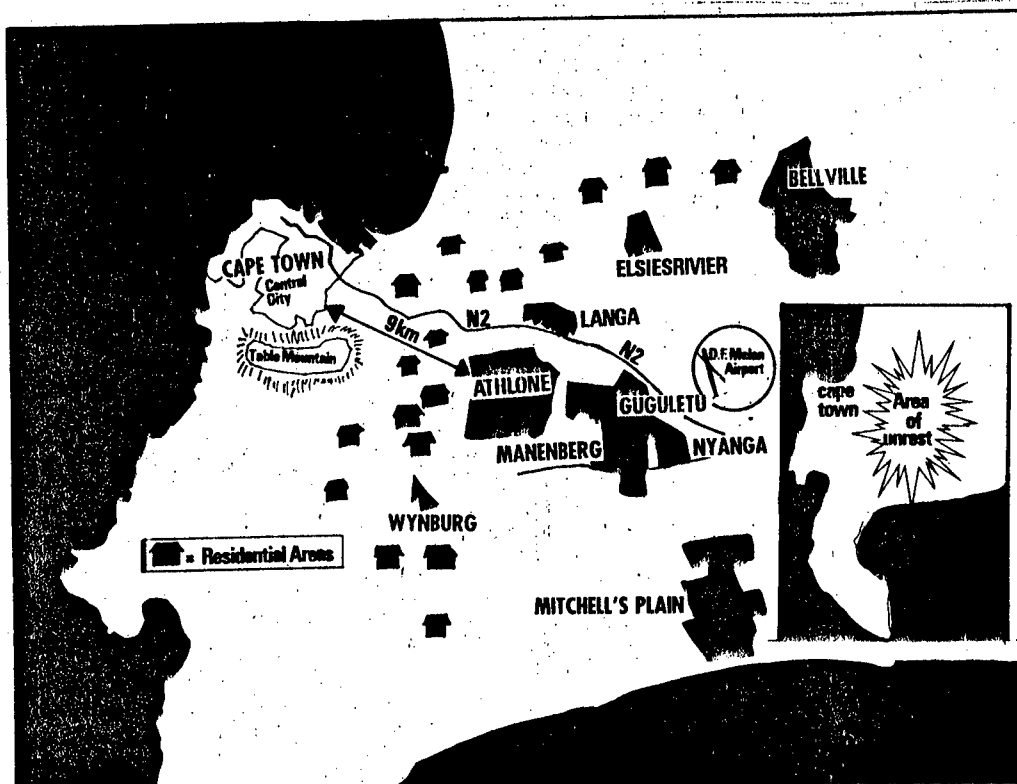 BELLVILLE
ELSIESRIVIER
CAPE TOWN
Central
City
N2
LANGA
9km
Table Mountain
N2
D.F. Malan
Airport
ATHLONE
GUGULETU
cape
town
Area
of
unrest
MANENBERG
NYANGA
WYNBURG
= Residential Areas
MITCHELL'S PLAIN